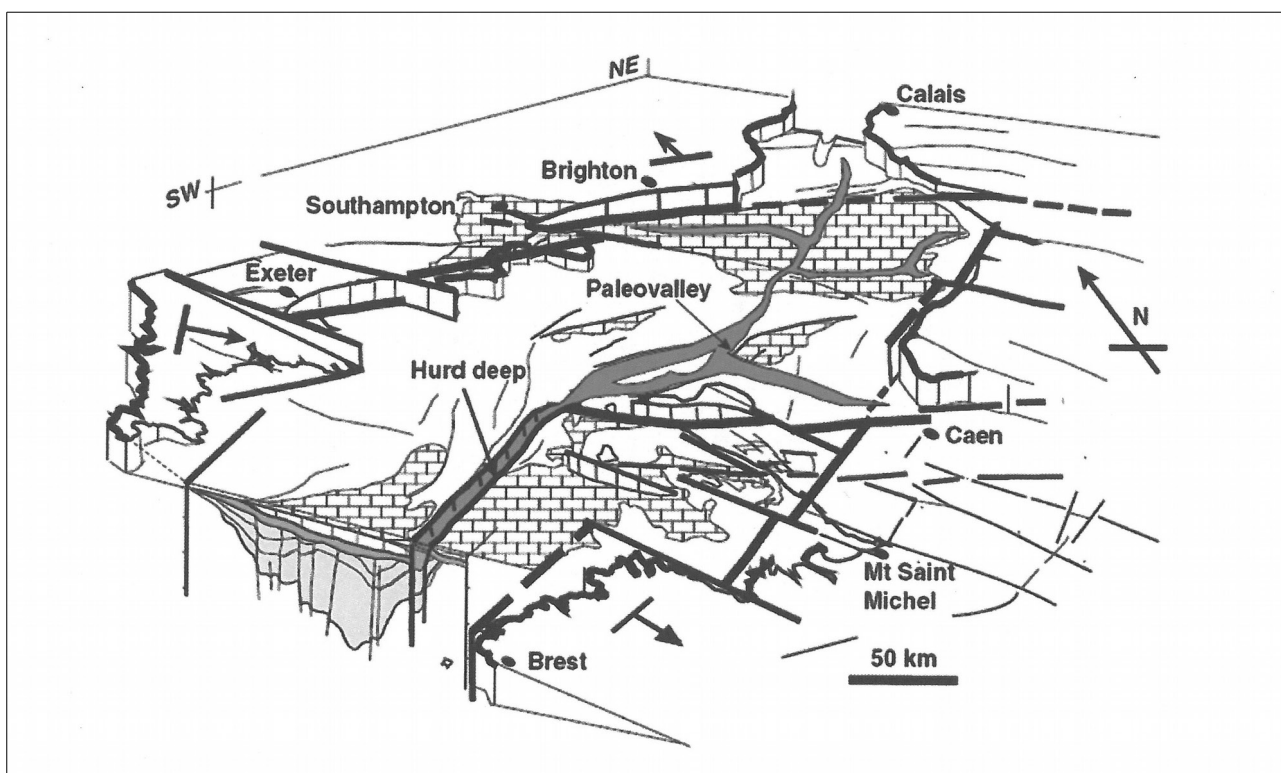 NE
Calais
SW
Brighton
Southampton
Exeter
Paleovalley
N
Hurd deep
Caen
Mt Saint
Michel
Brest
50 km